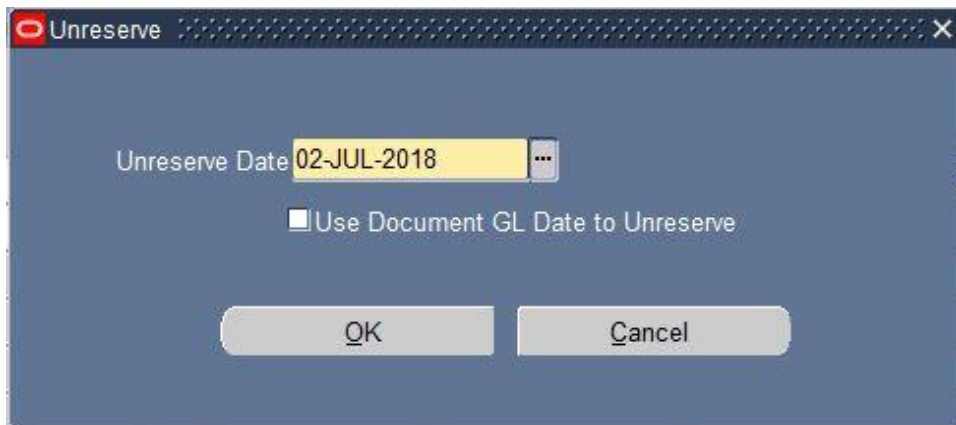 Unreserve
Unreserve Date 02-JUL-2018 ...
Use Document GL Date to Unreserve
OK Cancel